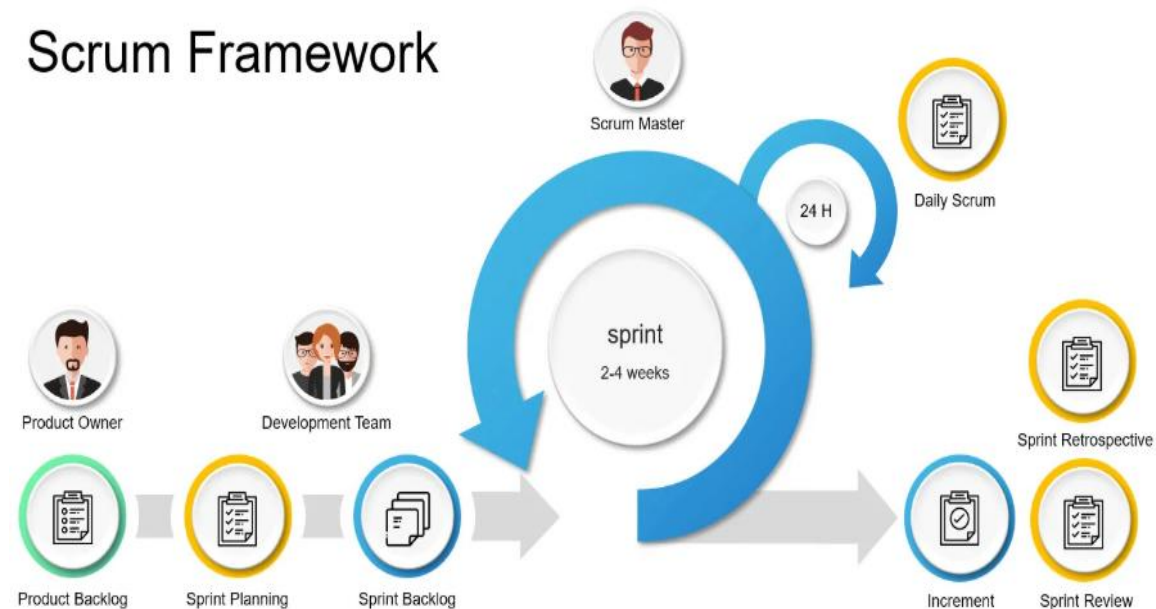 Scrum Framework
Scrum Master
Daily Scrum
24 H
sprint
2-4 weeks
Product Owner
Development Team
Sprint Retrospective
Product Backlog
Sprint Planning
Sprint Backlog
Increment
Sprint Review